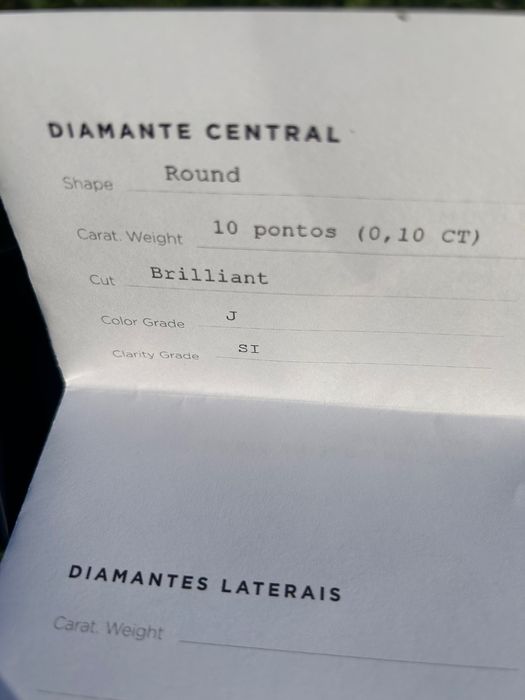 DIAMANTE CENTRAL
Shape Round
Carat. Weight 10 pontos (0,10 CT)
Cut Brilliant
Color Grade J
Clarity Grade SI
DIAMANTES LATERAIS
Carat. Weight